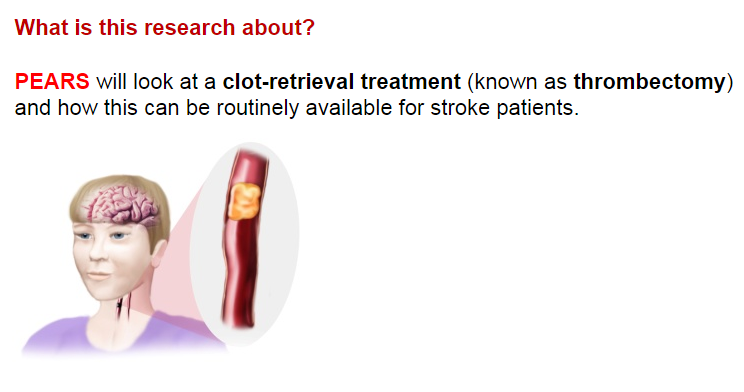 What is this research about?
PEARS will look at a clot-retrieval treatment (known as thrombectomy)
and how this can be routinely available for stroke patients.